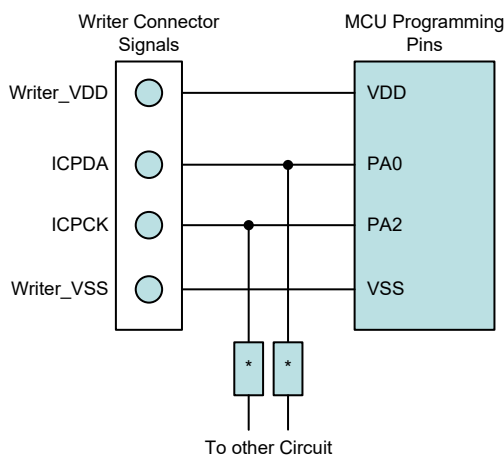 Writer Connector
Signals
MCU Programming
Pins
Writer_VDD
VDD
ICPDA
PA0
ICPCK
PA2
Writer_VSS
VSS
*
*
To other Circuit